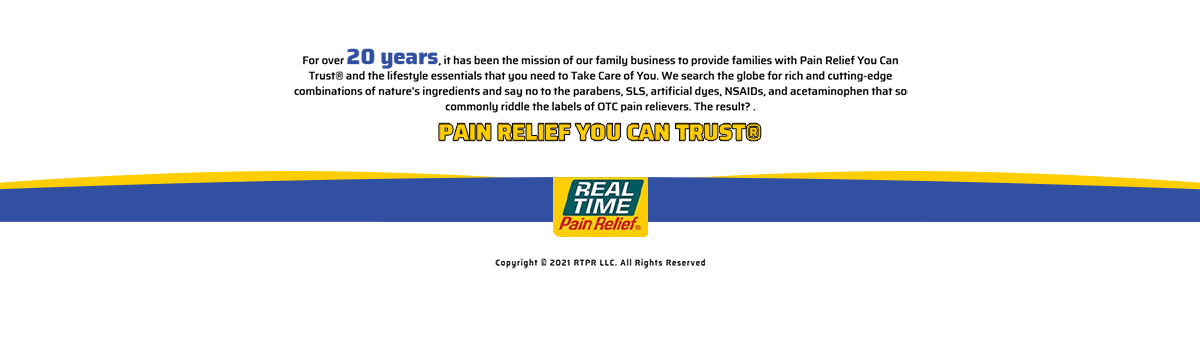 For over 20 years, it has been the mission of our family business to provide families with Pain Relief You Can
Trust® and the lifestyle essentials that you need to Take Care of You. We search the globe for rich and cutting-edge
combinations of nature's ingredients and say no to the parabens, SLS, artificial dyes, NSAIDs, and acetaminophen that so
commonly riddle the labels of OTC pain relievers. The result? .
PAIN RELIEF YOU CAN TRUST®
REAL
TIME
Pain Relief®
Copyright © 2021 RTPR LLC. All Rights Reserved